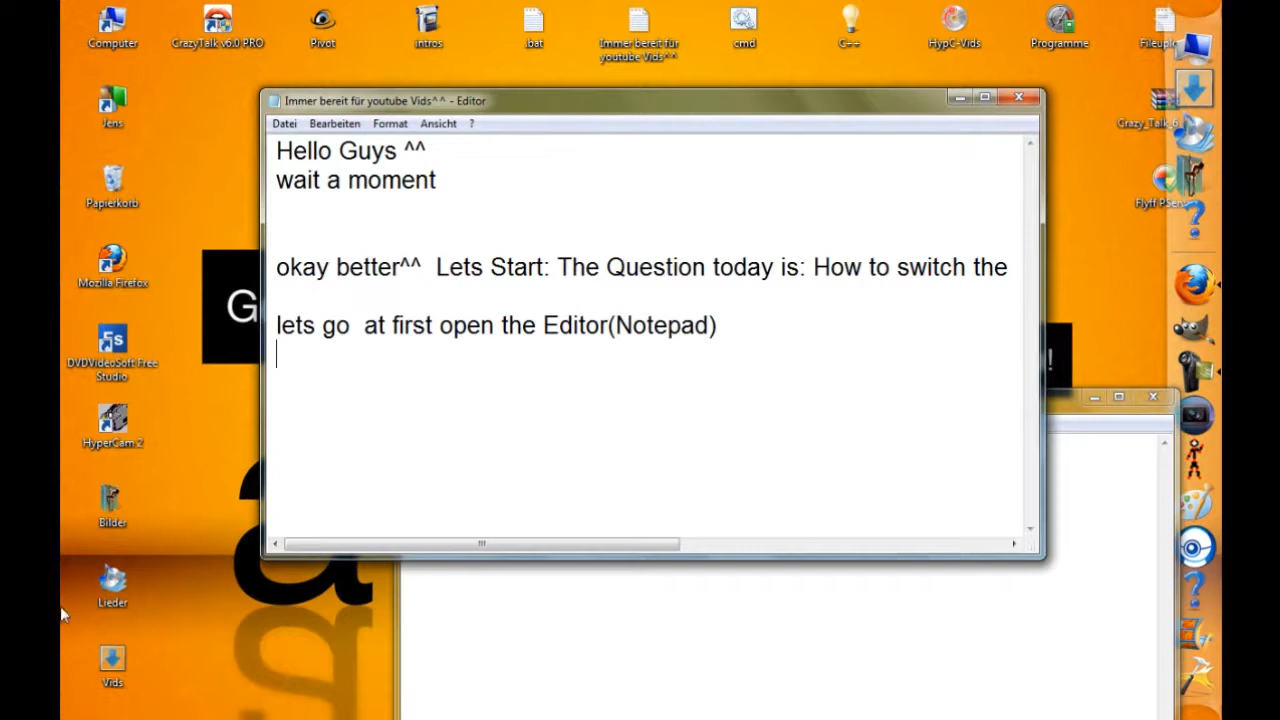 Computer
CrazyTalk v6.0 PRO
Pivot
intros
.bat
Immer bereit für
youtube Vids^^
cmd
C++
HypC-Vids
Programme
Immer bereit für youtube Vids^^ - Editor
Datei Bearbeiten Format Ansicht ?
Hello Guys ^^
wait a moment
okay better^^ Lets Start: The Question today is: How to switch the
lets go at first open the Editor(Notepad)
Jens
Papierkorb
Mozilla Firefox
DVDVideoSoft Free
Studio
HyperCam 2
Bilder
Lieder
Vids
G
!
a